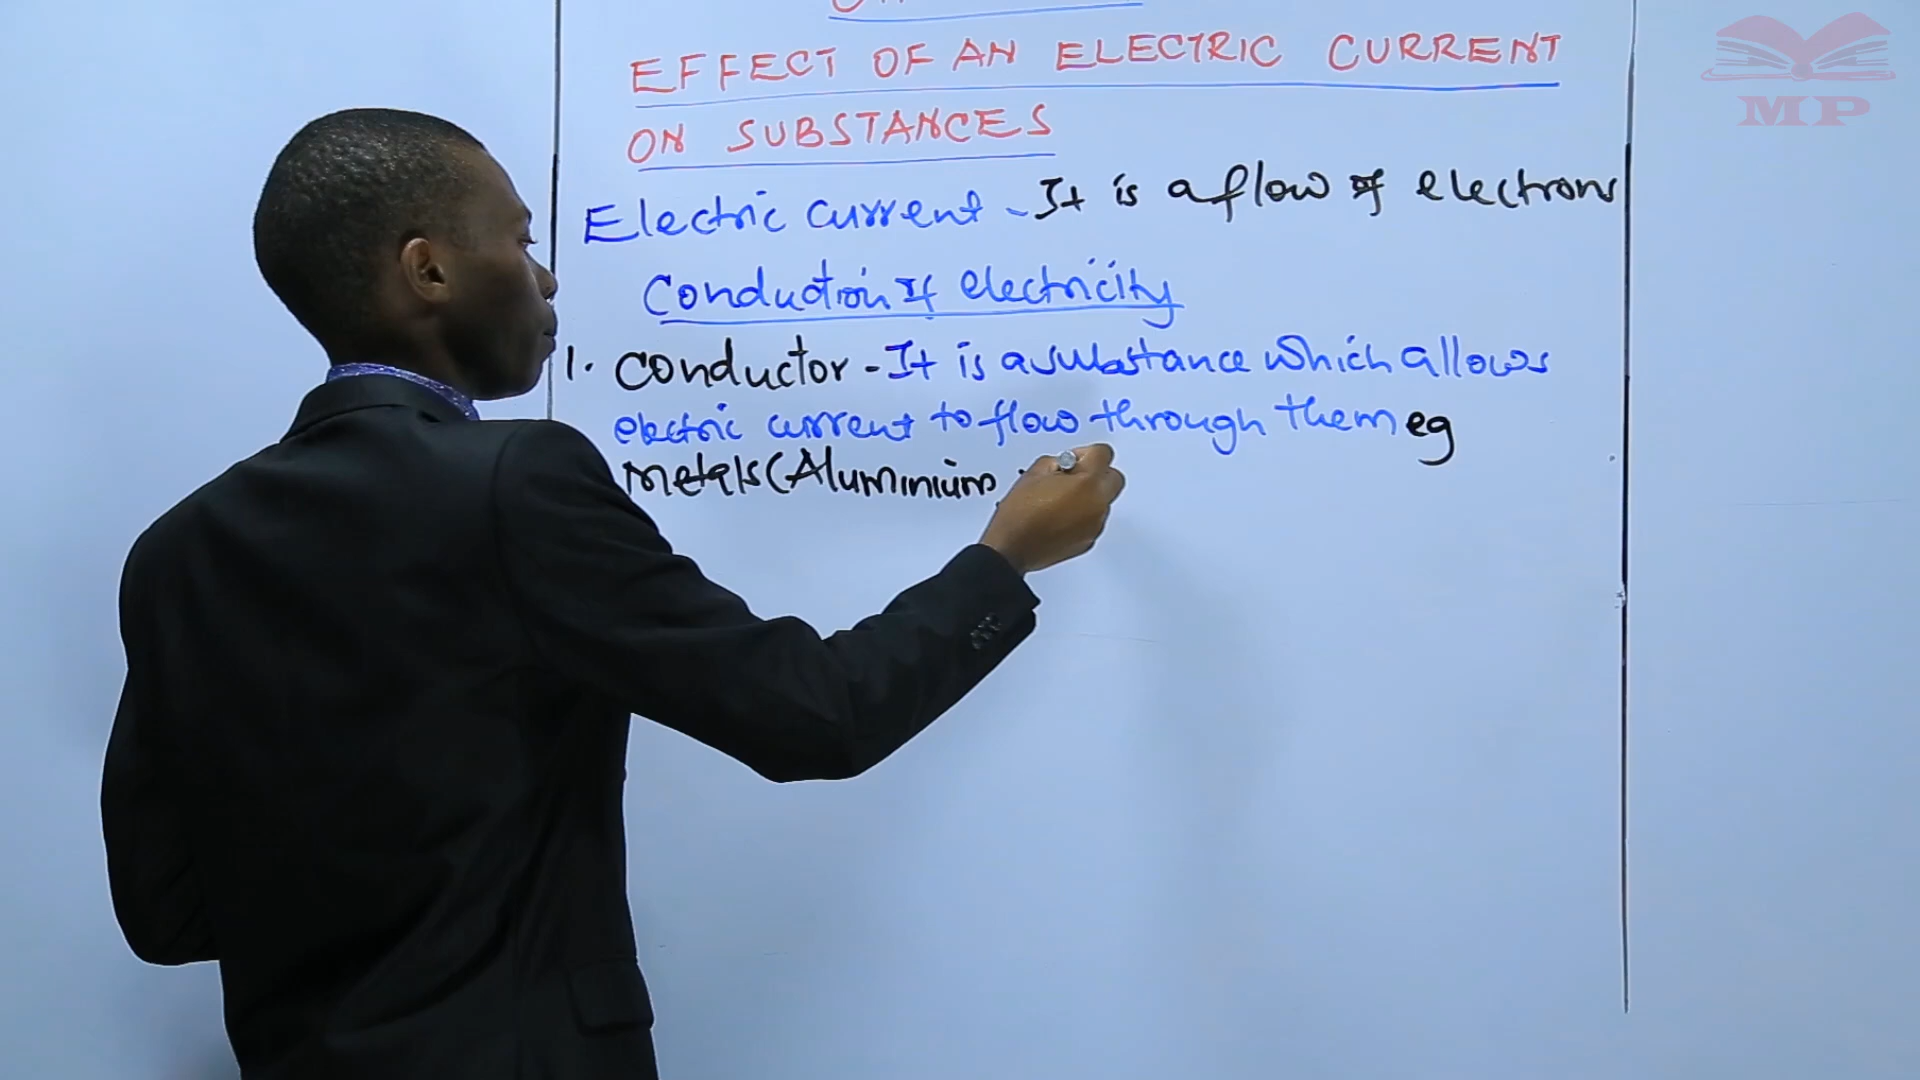 EFFECT OF AN ELECTRIC CURRENT
ON SUBSTANCES
Electric current - It is a flow of electrons
Conduction of electricity
1. Conductor - It is a substance which allows
electric current to flow through them eg
Metals (Aluminium,
MP